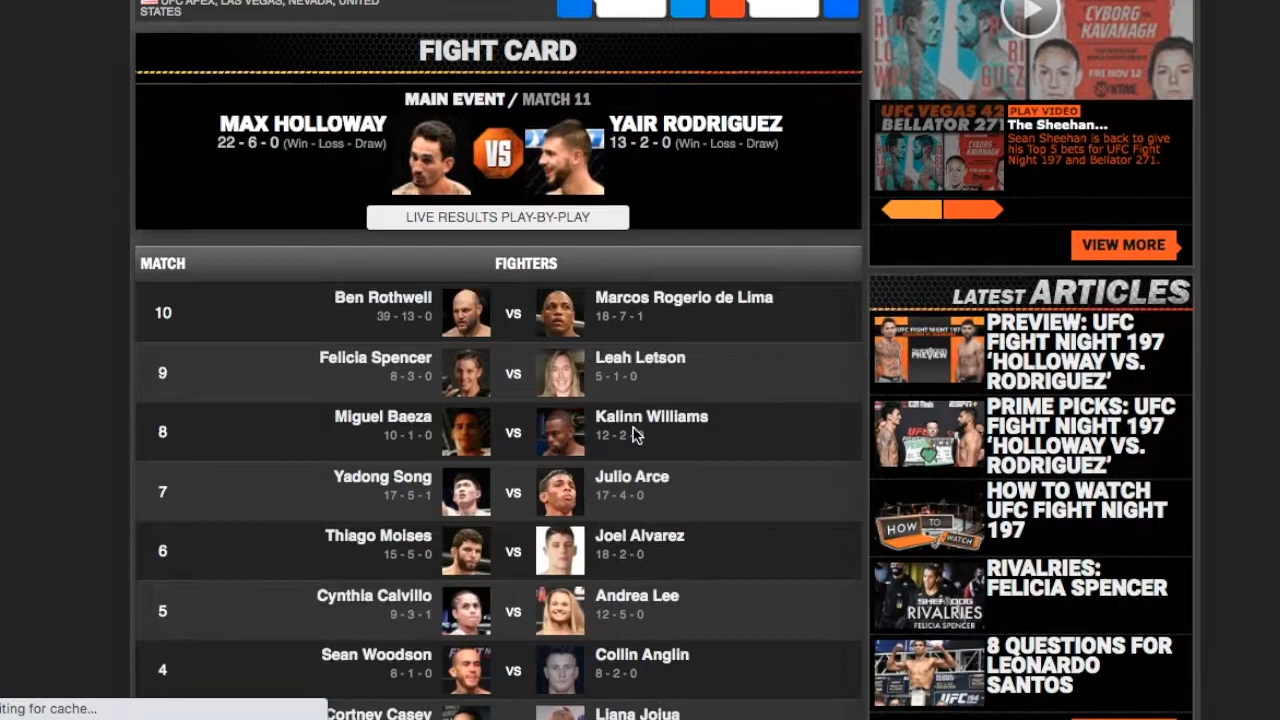 UFC APEX, LAS VEGAS, NEVADA, UNITED
STATES
FIGHT CARD
MAIN EVENT / MATCH 11
MAX HOLLOWAY
22 - 6 - 0 (Win - Loss - Draw)
VS
YAIR RODRIGUEZ
13 - 2 - 0 (Win - Loss - Draw)
LIVE RESULTS PLAY-BY-PLAY
MATCH
FIGHTERS
10
Ben Rothwell
39 - 13 - 0
VS
Marcos Rogerio de Lima
18 - 7 - 1
9
Felicia Spencer
8 - 3 - 0
VS
Leah Letson
5 - 1 - 0
8
Miguel Baeza
10 - 1 - 0
VS
Kalinn Williams
12 - 2
7
Yadong Song
17 - 5 - 1
VS
Julio Arce
17 - 4 - 0
6
Thiago Moises
15 - 5 - 0
VS
Joel Alvarez
18 - 2 - 0
5
Cynthia Calvillo
9 - 3 - 1
VS
Andrea Lee
12 - 5 - 0
4
Sean Woodson
8 - 1 - 0
VS
Collin Anglin
8 - 2 - 0
Cortney Casey
Liana Jojua
iting for cache...
CYBORG
KAVANAGH
FRI NOV 12
SHOWTIME
UFC VEGAS 42
BELLATOR 271
PLAY VIDEO
The Sheehan...
Sean Sheehan is back to give
his Top 5 bets for UFC Fight
Night 197 and Bellator 271.
VIEW MORE
LATEST ARTICLES
PREVIEW: UFC
FIGHT NIGHT 197
'HOLLOWAY VS.
RODRIGUEZ'
PRIME PICKS: UFC
FIGHT NIGHT 197
'HOLLOWAY VS.
RODRIGUEZ'
HOW TO WATCH
HOW TO WATCH
UFC FIGHT NIGHT
197
SHERDOG
RIVALRIES
FELICIA SPENCER
RIVALRIES:
FELICIA SPENCER
8 QUESTIONS FOR
LEONARDO
SANTOS